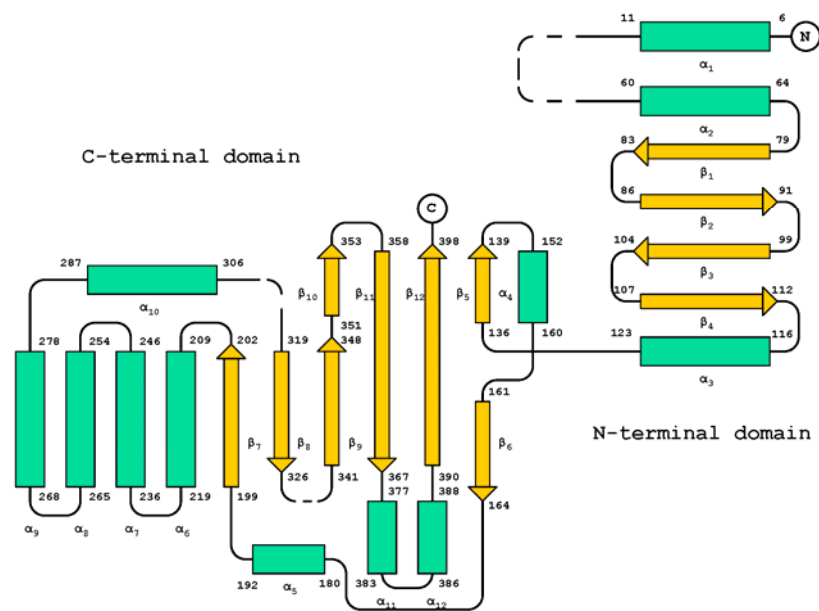 11 6 N
α1
60 64
α2
C-terminal domain
83 79
β1
86 91
β2
C
104 99
β3
353 358 398 139 152
287 306
β10 β11 β12 β5 α4
107 112
β4
α10
351
278 254 246 209 202 319 348 136 160 123 116
α3
161
N-terminal domain
β7 β8 β9 β6
326 341 367 390
377 388
268 265 236 219 199 164
α9 α8 α7 α6
192 180 383 386
α5 α11 α12